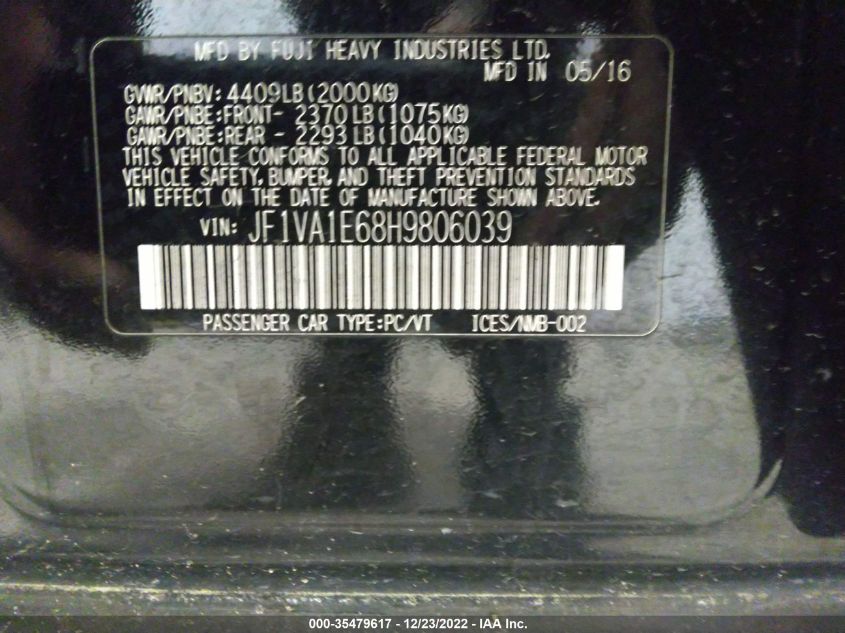 MFD BY FUJI HEAVY INDUSTRIES LTD.
MFD IN 05/16
GVWR/PNBV: 4409LB(2000KG)
GAWR/PNBE:FRONT- 2370LB(1075KG)
GAWR/PNBE:REAR - 2293LB(1040KG)
THIS VEHICLE CONFORMS TO ALL APPLICABLE FEDERAL MOTOR
VEHICLE SAFETY, BUMPER, AND THEFT PREVENTION STANDARDS
IN EFFECT ON THE DATE OF MANUFACTURE SHOWN ABOVE.
VIN: JF1VA1E68H9806039
PASSENGER CAR TYPE:PC/VT ICES/NMB-002
000-35479617 - 12/23/2022 - IAA Inc.